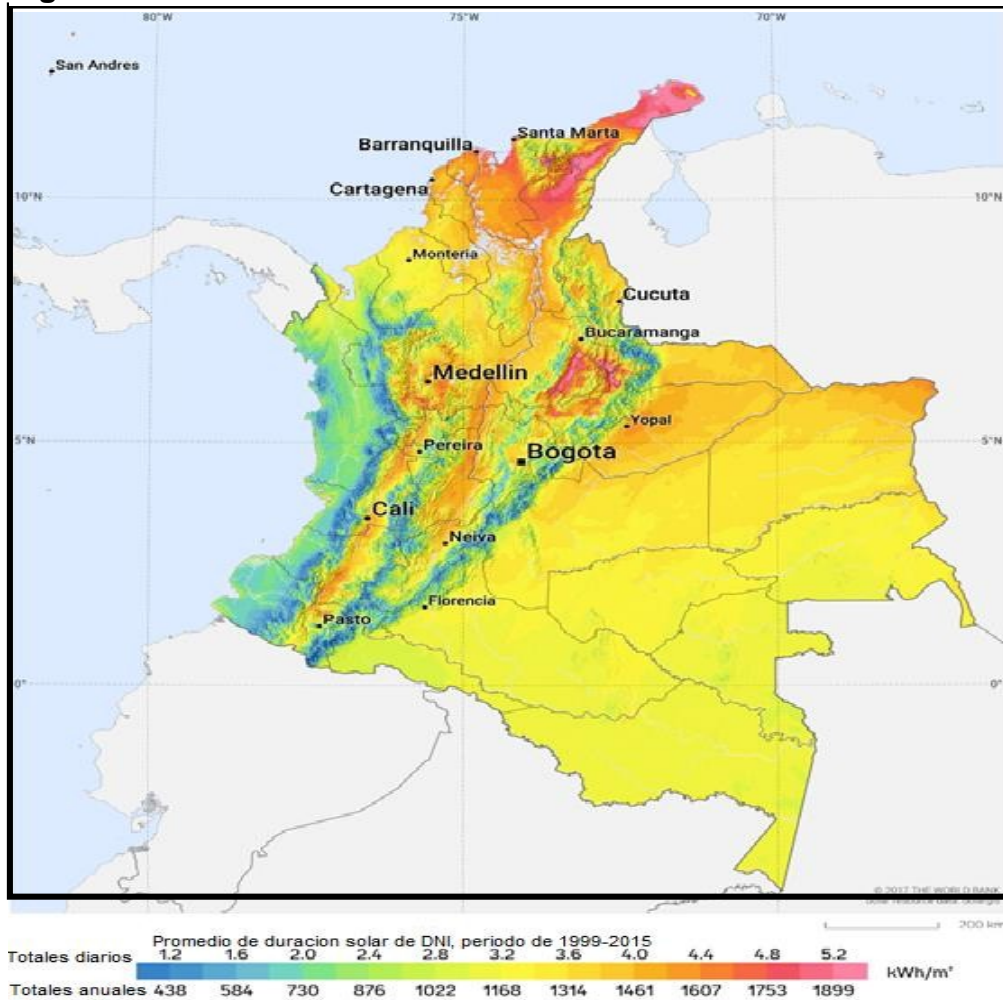 80°W 75°W 70°W
San Andres
Santa Marta
Barranquilla
Cartagena
10°N 10°N
Monteria
Cucuta
Bucaramanga
Medellin
Yopal
5°N 5°N
Pereira
Bogota
Cali
Neiva
Florencia
Pasto
0° 0°
© 2017 THE WORLD BANK
200 km
Promedio de duracion solar de DNI, periodo de 1999-2015
Totales diarios 1.2 1.6 2.0 2.4 2.8 3.2 3.6 4.0 4.4 4.8 5.2
kWh/m²
Totales anuales 438 584 730 876 1022 1168 1314 1461 1607 1753 1899